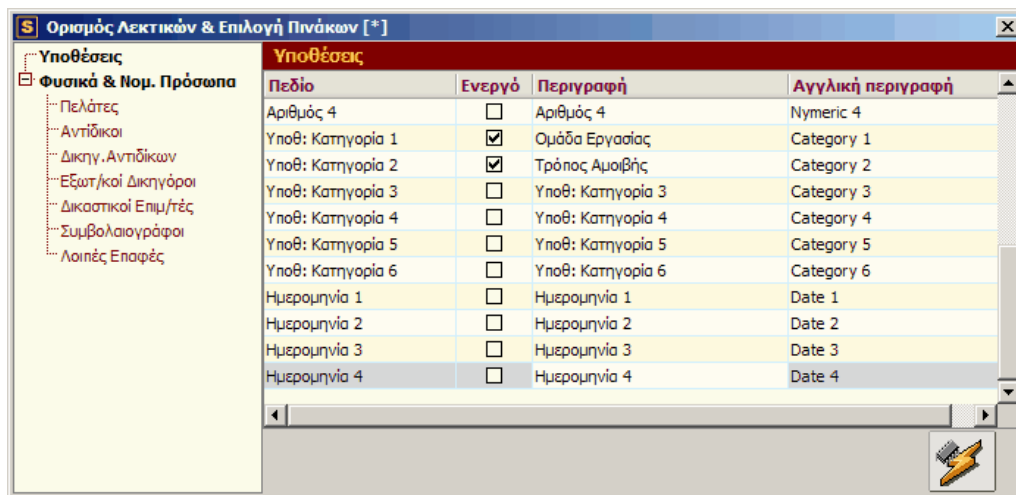 S Ορισμός Λεκτικών & Επιλογή Πινάκων [*]
Υποθέσεις
Φυσικά & Νομ. Πρόσωπα
Πελάτες
Αντίδικοι
Δικηγ.Αντιδίκων
Εξωτ/κοί Δικηγόροι
Δικαστικοί Επιμ/τές
Συμβολαιογράφοι
Λοιπές Επαφές
Υποθέσεις
Πεδίο Ενεργό Περιγραφή Αγγλική περιγραφή
Αριθμός 4 Αριθμός 4 Nymeric 4
Υποθ: Κατηγορία 1 Ομάδα Εργασίας Category 1
Υποθ: Κατηγορία 2 Τρόπος Αμοιβής Category 2
Υποθ: Κατηγορία 3 Υποθ: Κατηγορία 3 Category 3
Υποθ: Κατηγορία 4 Υποθ: Κατηγορία 4 Category 4
Υποθ: Κατηγορία 5 Υποθ: Κατηγορία 5 Category 5
Υποθ: Κατηγορία 6 Υποθ: Κατηγορία 6 Category 6
Ημερομηνία 1 Ημερομηνία 1 Date 1
Ημερομηνία 2 Ημερομηνία 2 Date 2
Ημερομηνία 3 Ημερομηνία 3 Date 3
Ημερομηνία 4 Ημερομηνία 4 Date 4